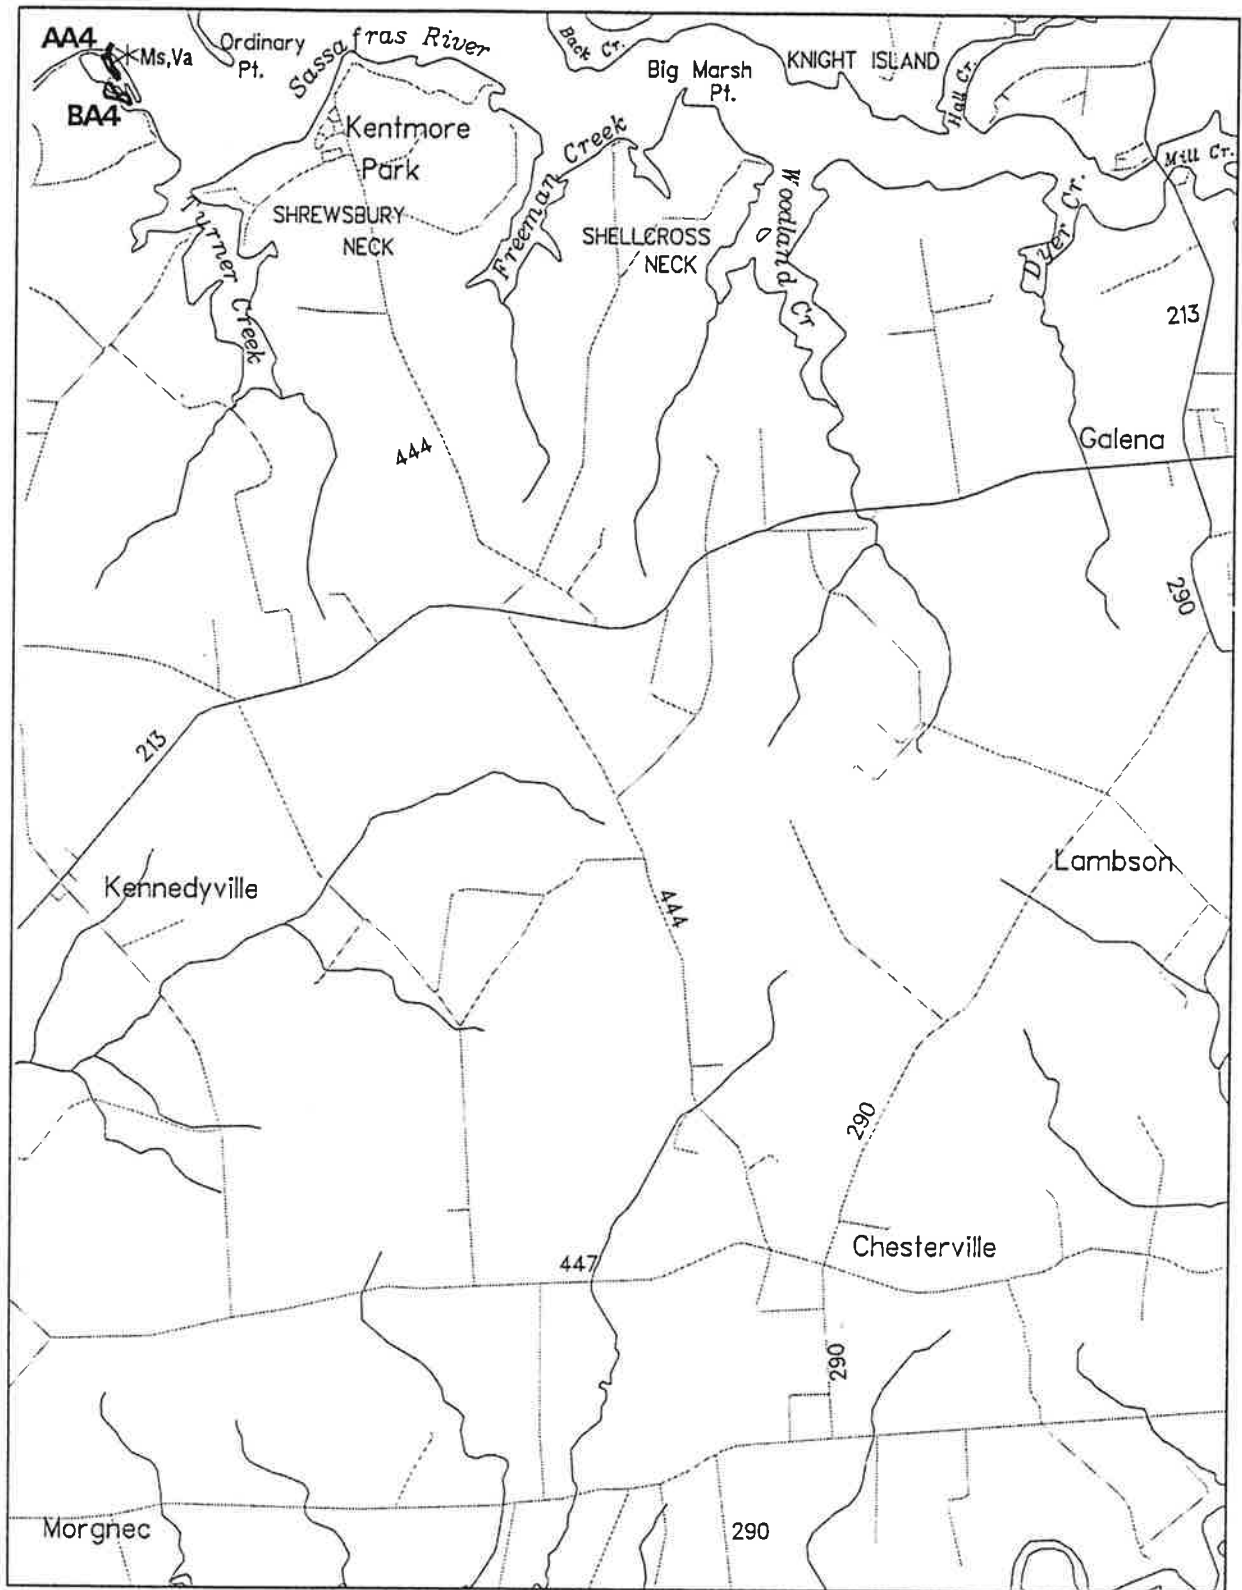 AA4
Ms,Va
BA4
Ordinary
Pt.
Sassafras River
Back Cr.
KNIGHT ISLAND
Big Marsh
Pt.
Hall Cr.
Mill Cr.
Kentmore
Park
Freeman Creek
Turner Creek
SHREWSBURY
NECK
SHELLCROSS
NECK
Woodland Cr
Dyer Cr.
213
444
Galena
290
213
Kennedyville
444
Lambson
290
447
Chesterville
290
Morgnec
290